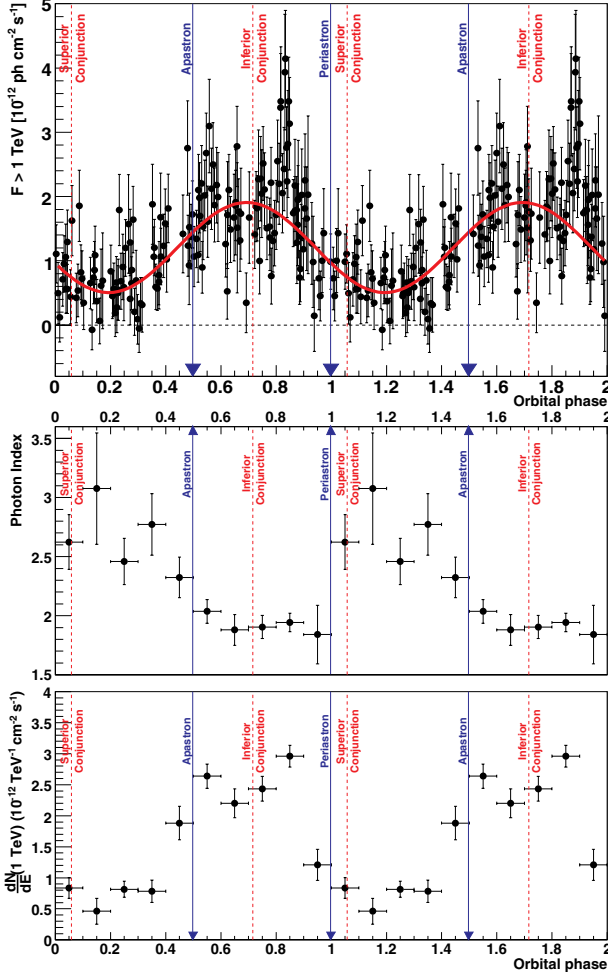 F > 1 TeV [10⁻¹² ph cm⁻² s⁻¹]
5
4
3
2
1
0
Superior Conjunction
Apastron
Inferior Conjunction
Periastron
Superior Conjunction
Apastron
Inferior Conjunction
0 0.2 0.4 0.6 0.8 1 1.2 1.4 1.6 1.8 2
Orbital phase
0 0.2 0.4 0.6 0.8 1 1.2 1.4 1.6 1.8 2
Photon Index
3.5
3
2.5
2
1.5
Superior Conjunction
Apastron
Inferior Conjunction
Periastron
Superior Conjunction
Apastron
Inferior Conjunction
dN/dE(1 TeV) (10⁻¹² TeV⁻¹ cm⁻² s⁻¹)
4
3.5
3
2.5
2
1.5
1
0.5
0
Superior Conjunction
Apastron
Inferior Conjunction
Periastron
Superior Conjunction
Apastron
Inferior Conjunction
0 0.2 0.4 0.6 0.8 1 1.2 1.4 1.6 1.8 2
Orbital phase